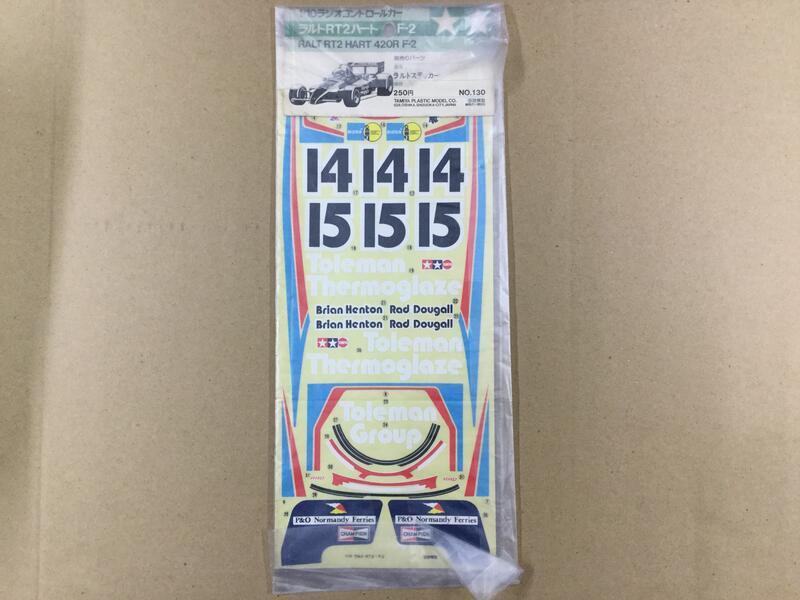 1/10ラジオコントロールカー
ラルトRT2ハート F-2
RALT RT2 HART 420R F-2
ラルトステッカー
250円 NO.130
TAMIYA PLASTIC MODEL CO.
14 14 14
15 15 15
Toleman
Thermoglaze
Brian Henton Rad Dougall
Brian Henton Rad Dougall
Toleman
Thermoglaze
Toleman
Group
P&O Normandy Ferries P&O Normandy Ferries
CHAMPION CHAMPION